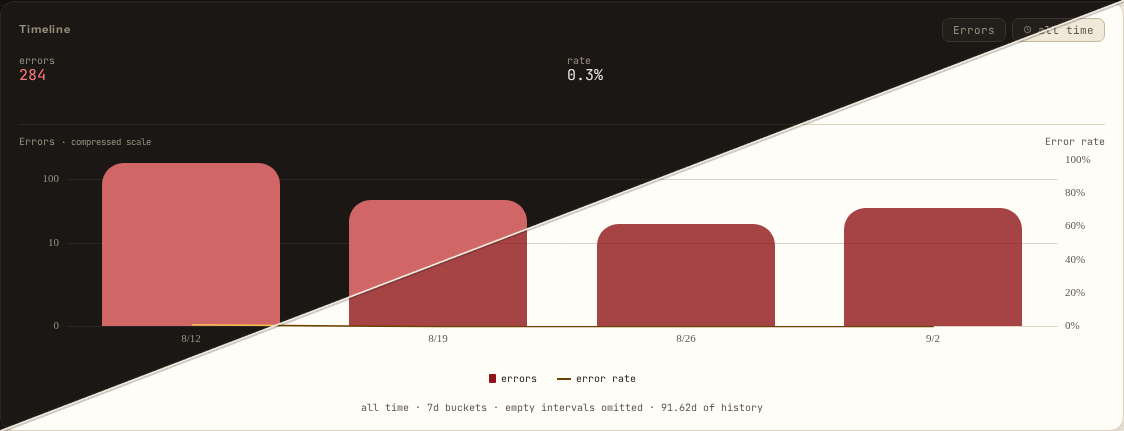 Timeline
Errors
all time
errors
284
rate
0.3%
Errors · compressed scale
Error rate
100%
80%
60%
40%
20%
0%
100
10
0
8/12
8/19
8/26
9/2
errors
error rate
all time · 7d buckets · empty intervals omitted · 91.62d of history